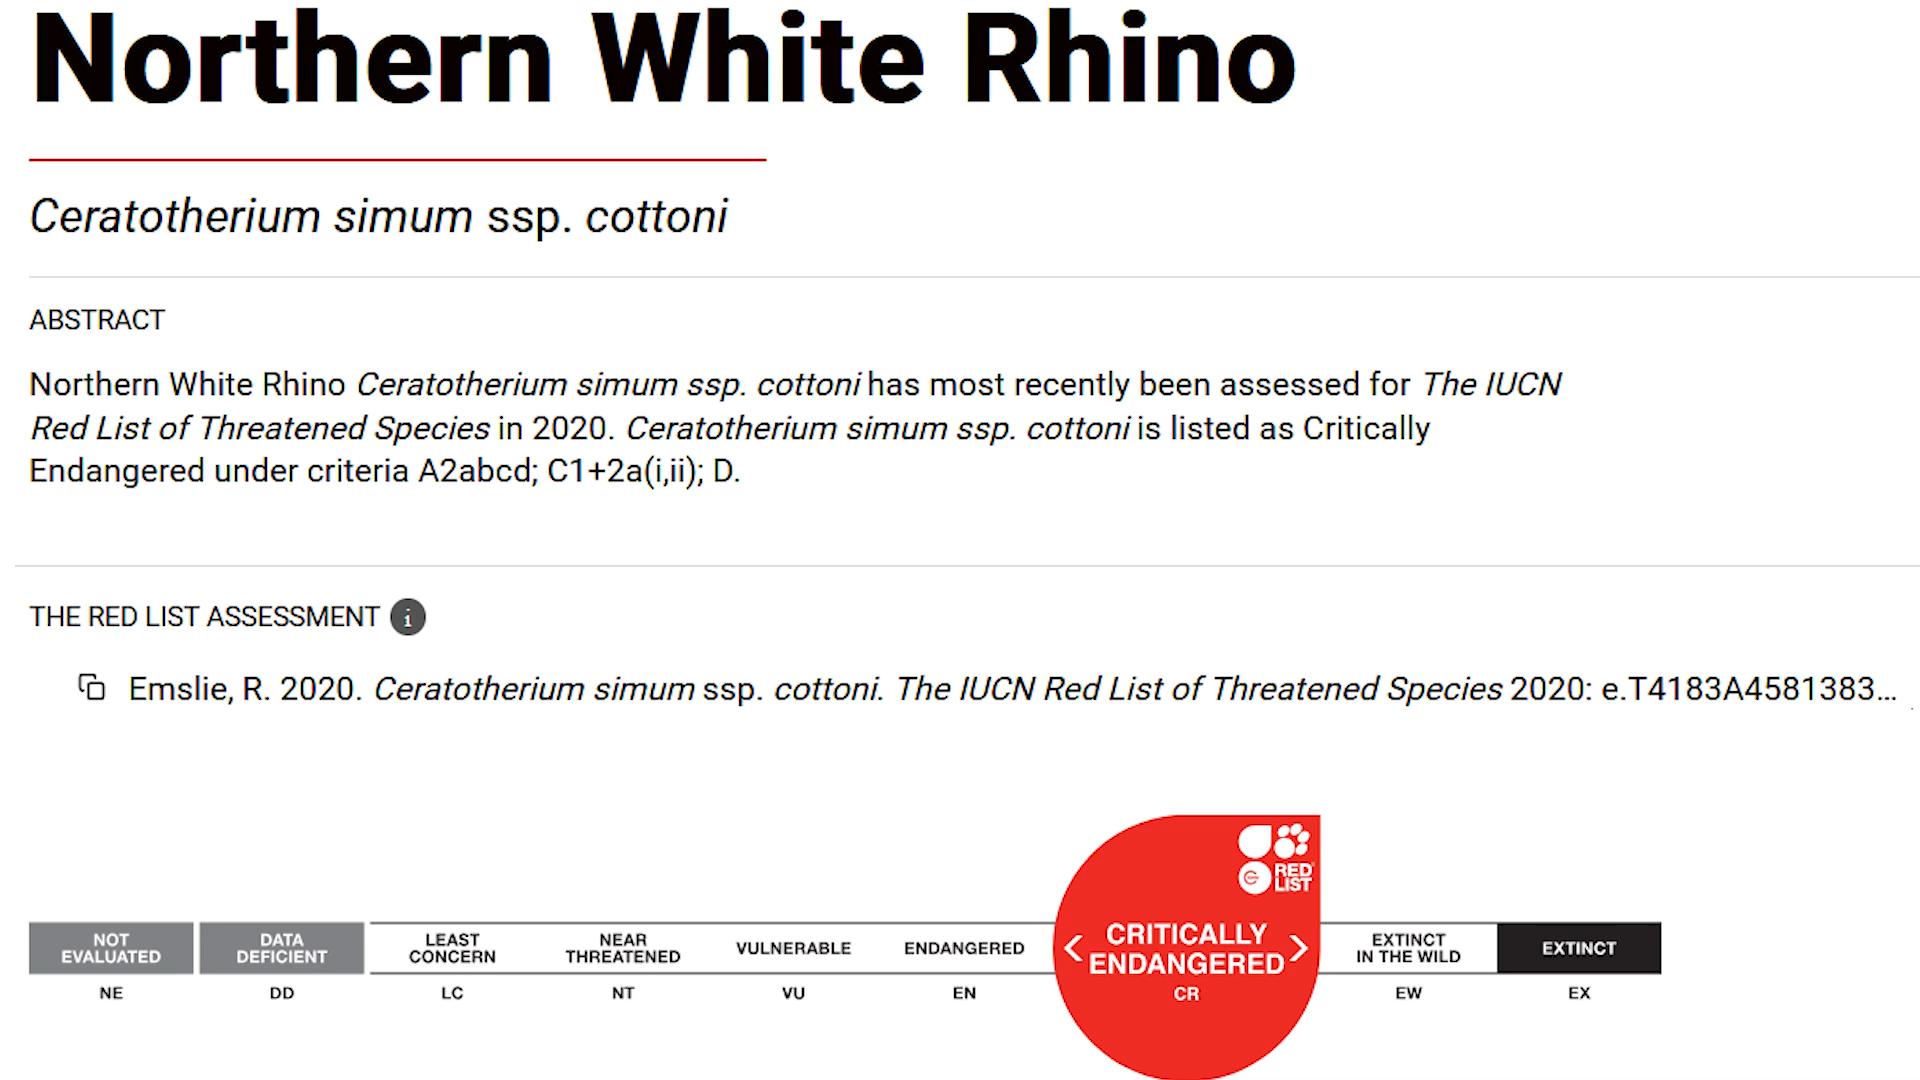 Northern White Rhino
Ceratotherium simum ssp. cottoni
ABSTRACT
Northern White Rhino Ceratotherium simum ssp. cottoni has most recently been assessed for The IUCN
Red List of Threatened Species in 2020. Ceratotherium simum ssp. cottoni is listed as Critically
Endangered under criteria A2abcd; C1+2a(i,ii); D.
THE RED LIST ASSESSMENT i
Emslie, R. 2020. Ceratotherium simum ssp. cottoni. The IUCN Red List of Threatened Species 2020: e.T4183A4581383...
RED
LIST
NOT
EVALUATED
NE
DATA
DEFICIENT
DD
LEAST
CONCERN
LC
NEAR
THREATENED
NT
VULNERABLE
VU
ENDANGERED
EN
< CRITICALLY
ENDANGERED >
CR
EXTINCT
IN THE WILD
EW
EXTINCT
EX